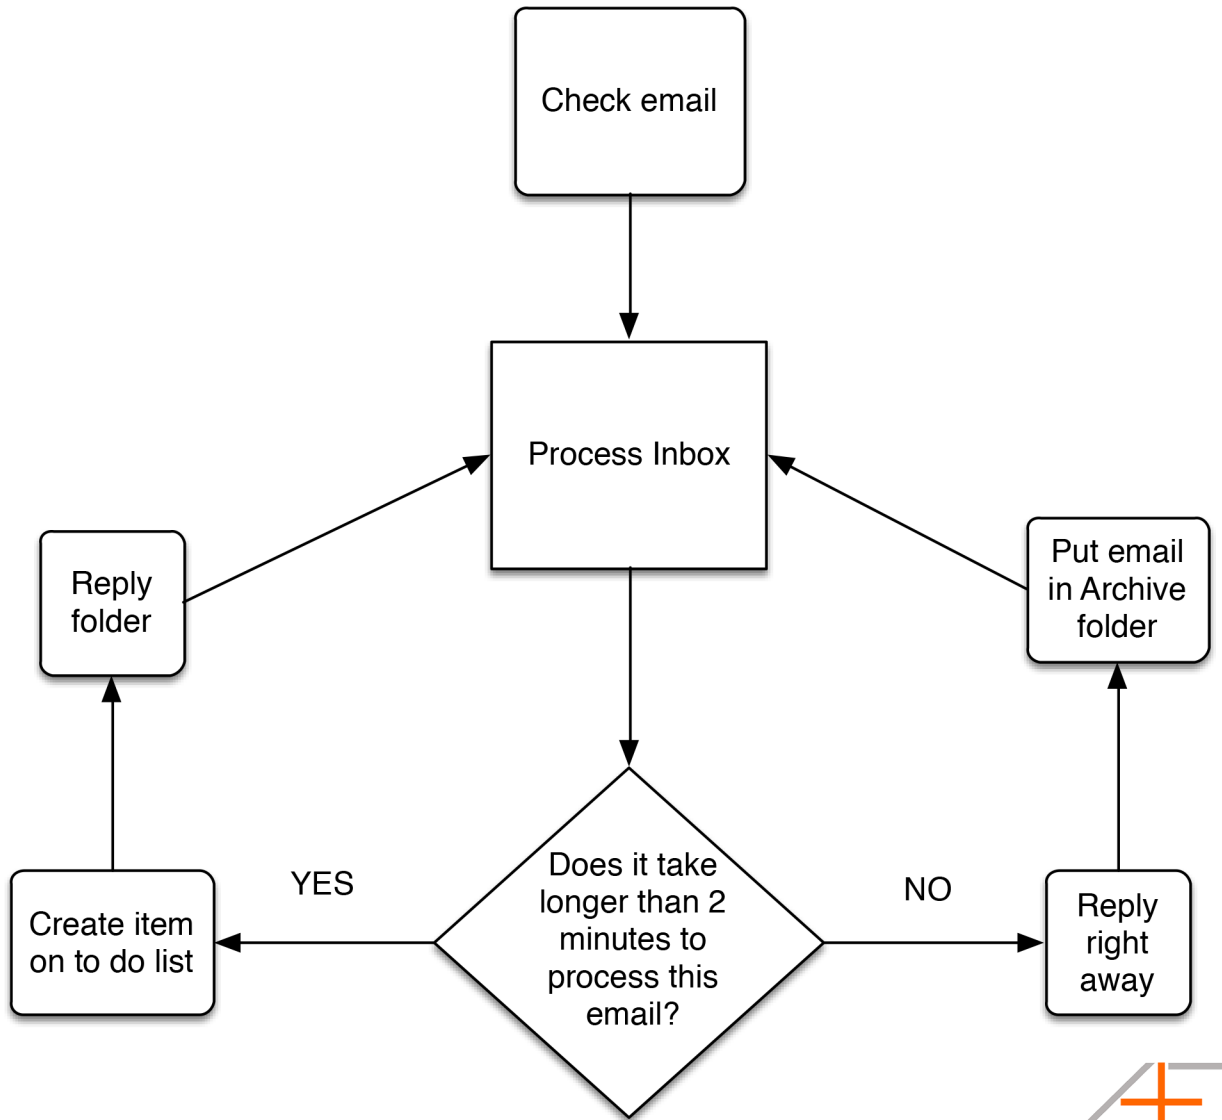 Check email
Process Inbox
Reply
folder
Put email
in Archive
folder
Create item
on to do list
YES
Does it take
longer than 2
minutes to
process this
email?
NO
Reply
right
away